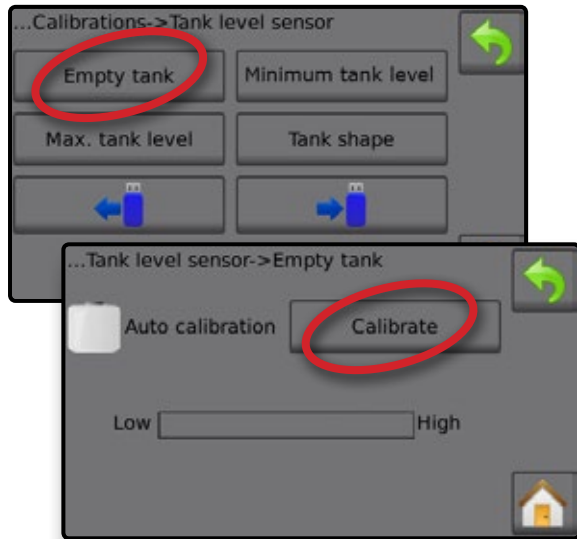 ...Calibrations->Tank level sensor
Empty tank
Minimum tank level
Max. tank level
Tank shape
...Tank level sensor->Empty tank
Auto calibration
Calibrate
Low
High